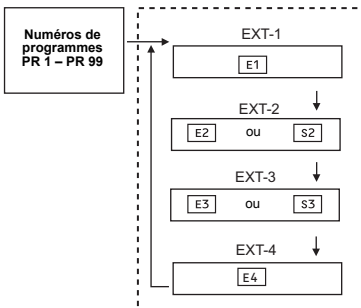 Numéros de
programmes
PR 1 – PR 99
EXT-1
E1
EXT-2
E2 ou S2
EXT-3
E3 ou S3
EXT-4
E4